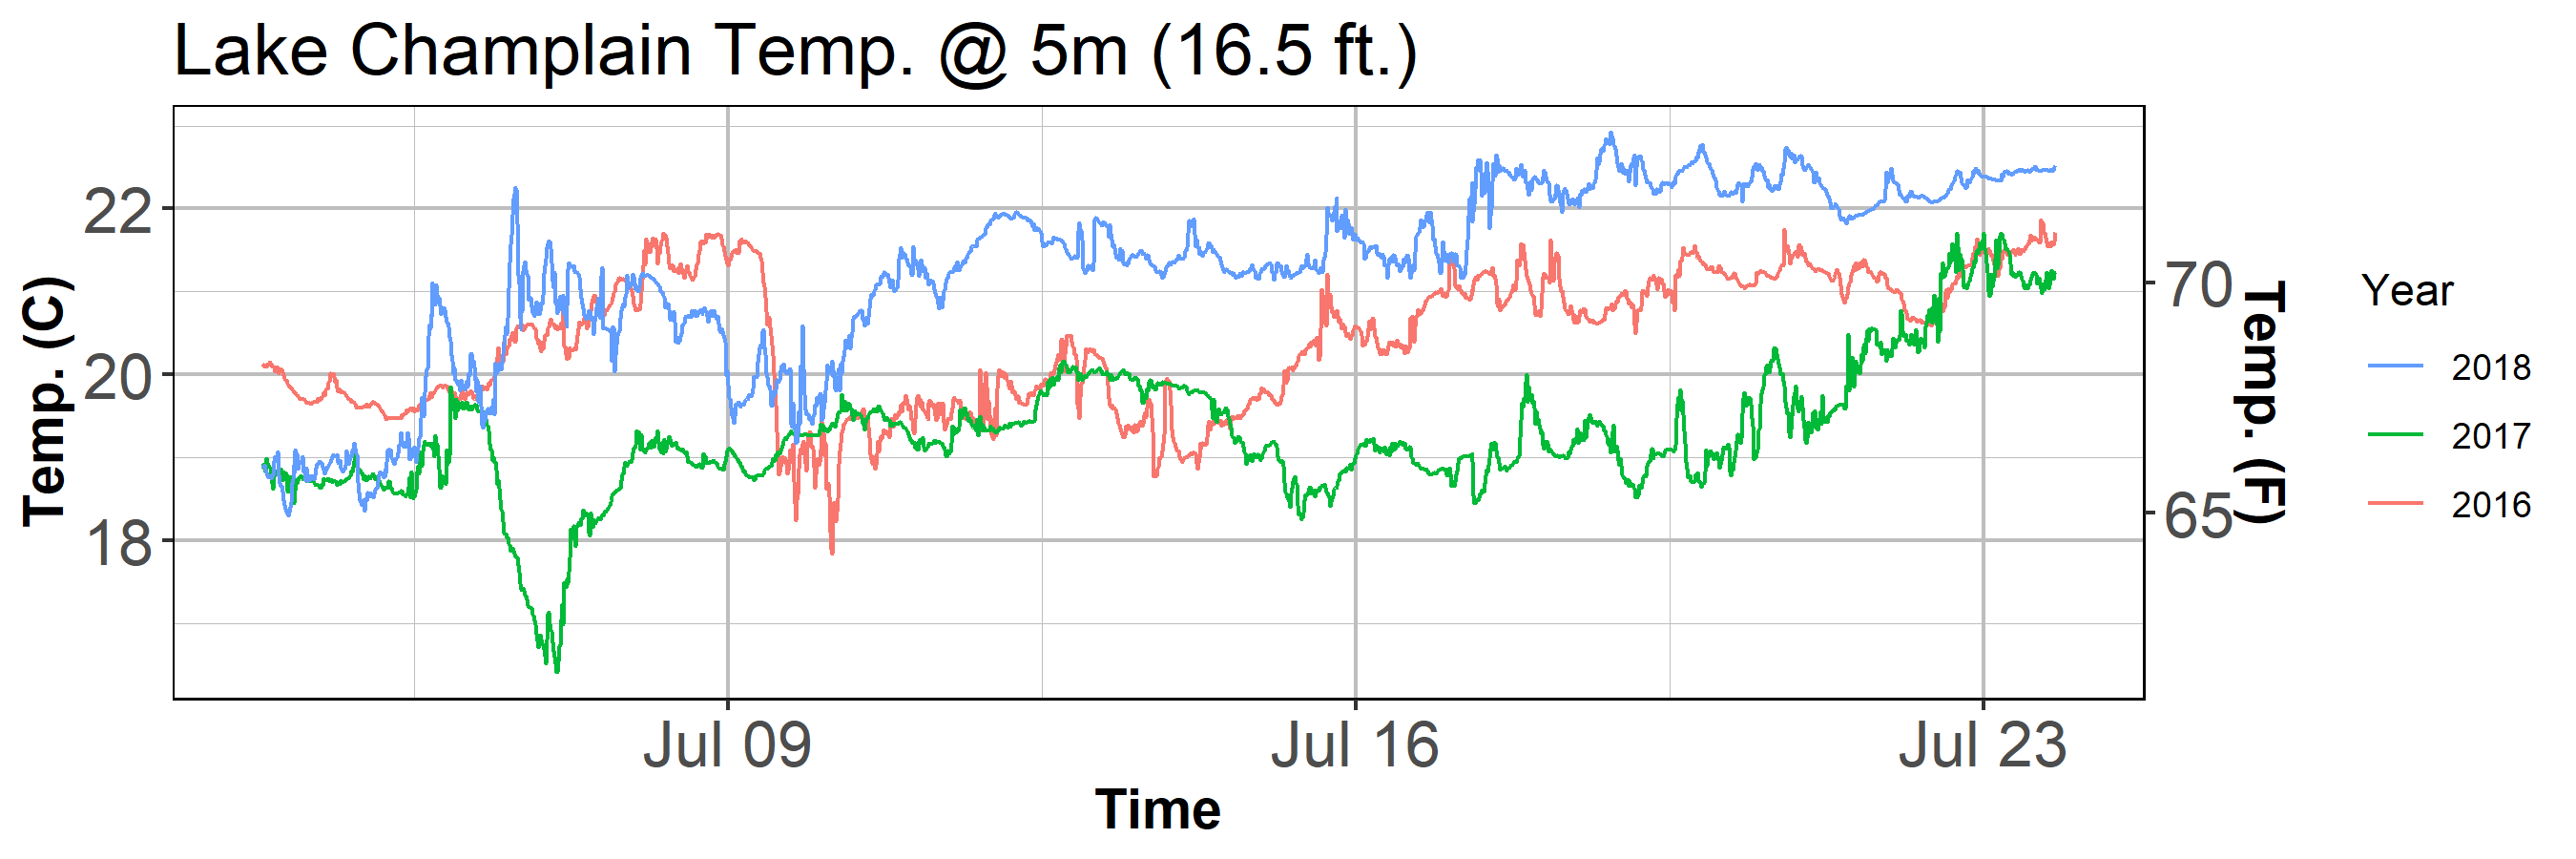 Lake Champlain Temp. @ 5m (16.5 ft.)
Temp. (C)
22
20
18
70
65
Temp. (F)
Jul 09
Jul 16
Jul 23
Time
Year
2018
2017
2016